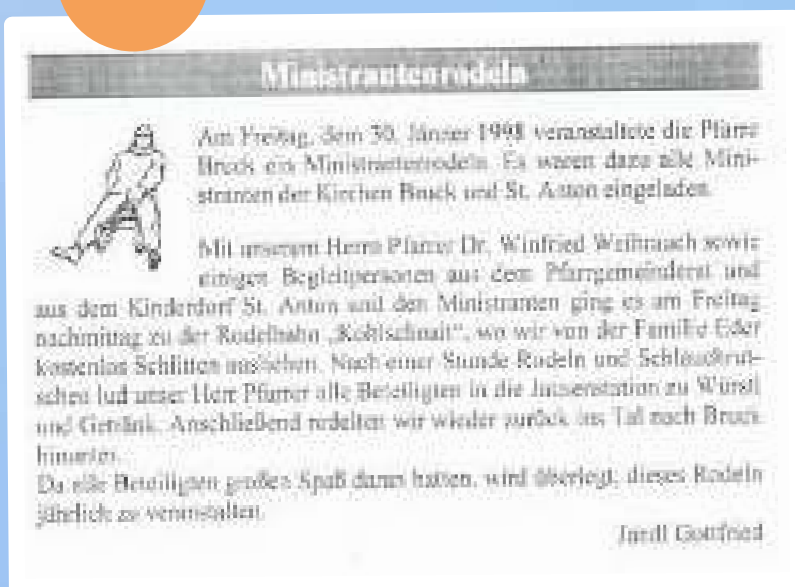 Ministrantenrodeln
Am Freitag, dem 30. Jänner 1998 veranstaltete die Pfarre
Bruck ein Ministrantenrodeln. Es waren dazu alle Mini-
stranten der Kirchen Bruck und St. Anton eingeladen.
Mit unserem Herrn Pfarrer Dr. Winfried Weihrauch sowie
einigen Begleitpersonen aus dem Pfarrgemeinderat und
aus dem Kinderdorf St. Anton und den Ministranten ging es am Freitag
nachmittag zu der Rodelbahn „Kohlschnait“, wo wir von der Familie Eder
kostenlos Schlitten ausliehen. Nach einer Stunde Rodeln und Schlauchrut-
schen lud unser Herr Pfarrer alle Beteiligten in die Jausenstation zu Würstl
und Getränk. Anschließend rodelten wir wieder zurück ins Tal nach Bruck
hinunter.
Da alle Beteiligten großen Spaß daran hatten, wird überlegt, dieses Rodeln
jährlich zu veranstalten.
Gottfried